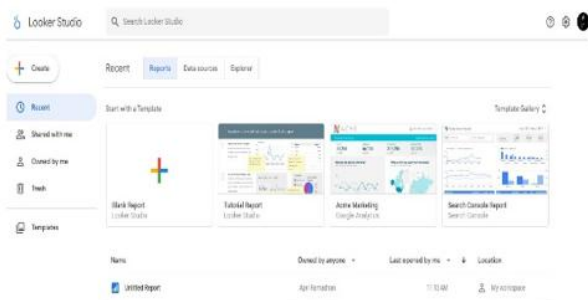 Looker Studio
Search Looker Studio
Create
Recent
Reports
Data sources
Explorer
Recent
Start with a Template
Template Gallery
Shared with me
Owned by me
Trash
Templates
Blank Report
Looker Studio
Tutorial Report
Looker Studio
Acme Marketing
Google Analytics
Search Console Report
Search Console
Name
Owned by anyone
Last opened by me
Location
Untitled Report
My workspace